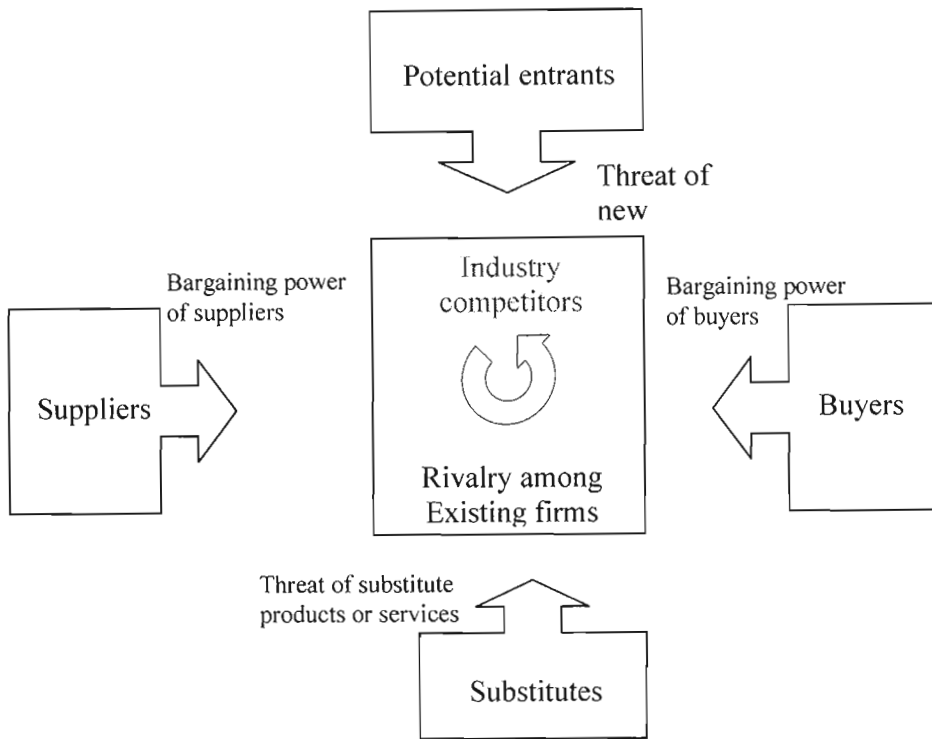 Potential entrants
Threat of
new
Industry
competitors
Bargaining power
of suppliers
Bargaining power
of buyers
Suppliers
Buyers
Rivalry among
Existing firms
Threat of substitute
products or services
Substitutes